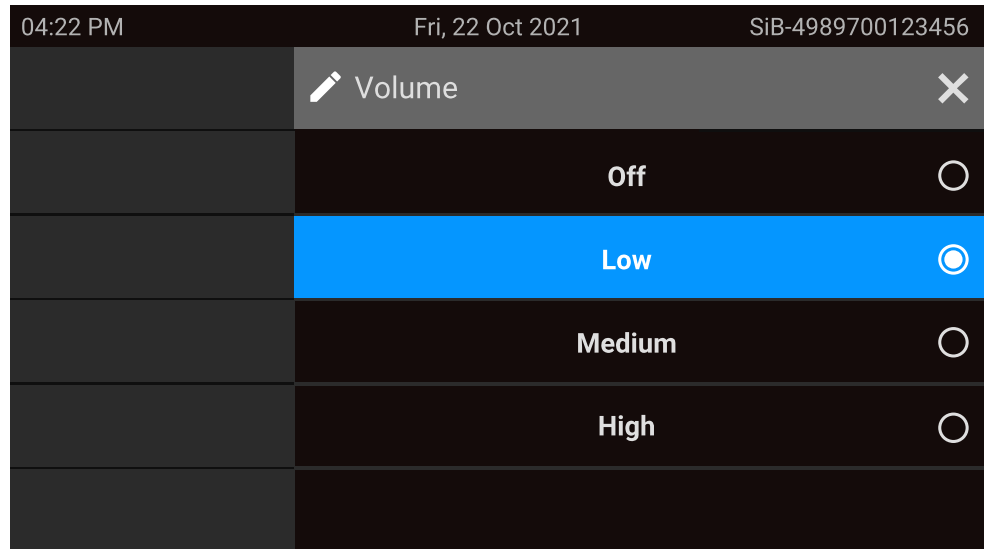 04:22 PM Fri, 22 Oct 2021 SiB-4989700123456
Volume
Off
Low
Medium
High